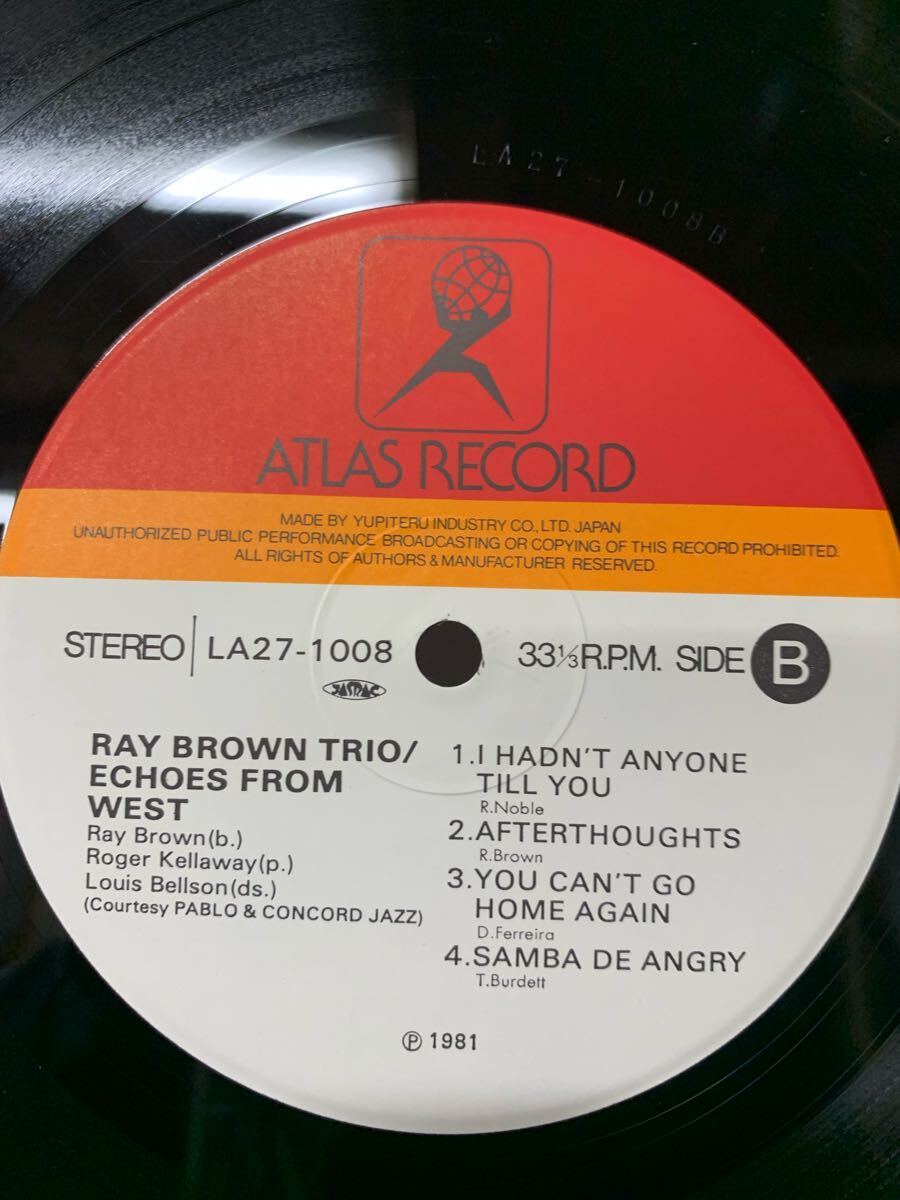 LA27-1008B
ATLAS RECORD
MADE BY YUPITERU INDUSTRY CO., LTD. JAPAN
UNAUTHORIZED PUBLIC PERFORMANCE BROADCASTING OR COPYING OF THIS RECORD PROHIBITED.
ALL RIGHTS OF AUTHORS & MANUFACTURER RESERVED.
STEREO LA27-1008
JASRAC
33⅓R.P.M. SIDE B
RAY BROWN TRIO/
ECHOES FROM
WEST
Ray Brown(b.)
Roger Kellaway(p.)
Louis Bellson(ds.)
(Courtesy PABLO & CONCORD JAZZ)
1.I HADN'T ANYONE
TILL YOU
R.Noble
2.AFTERTHOUGHTS
R.Brown
3.YOU CAN'T GO
HOME AGAIN
D.Ferreira
4.SAMBA DE ANGRY
T.Burdett
Ⓟ 1981